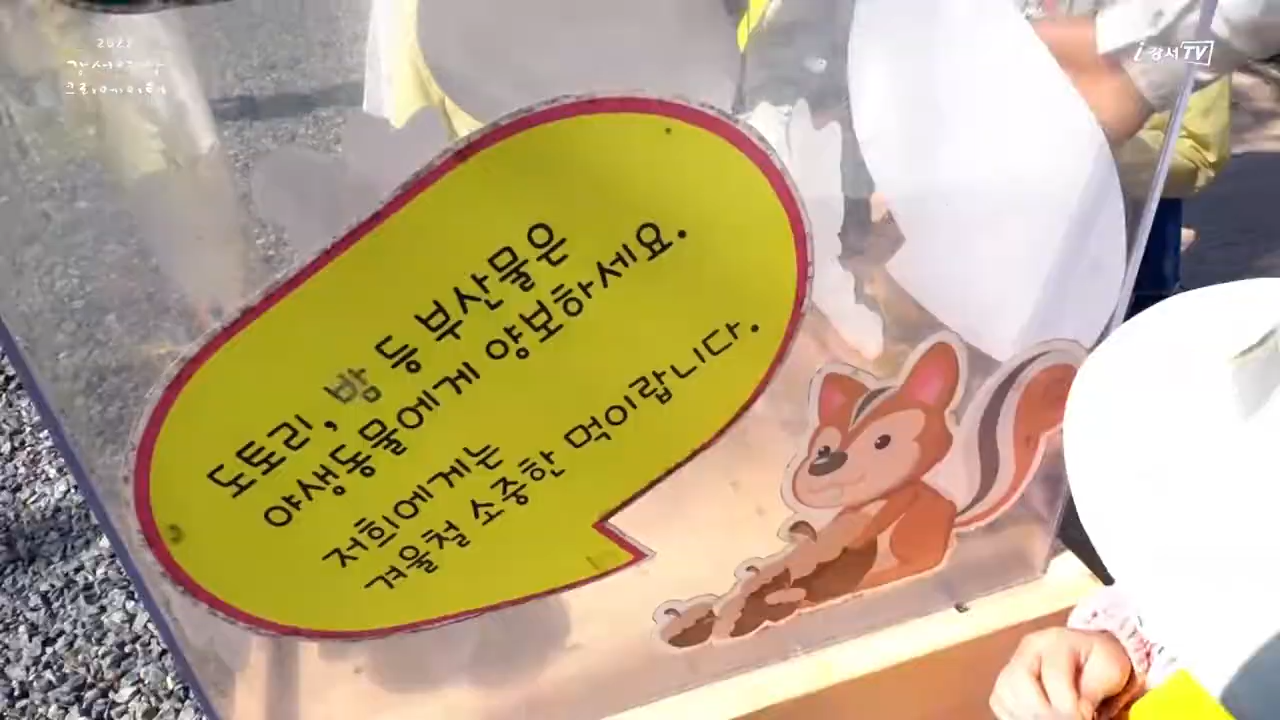 2023
i강서TV
도토리, 밤 등 부산물은
야생동물에게 양보하세요.
저희에게는
겨울철 소중한 먹이랍니다.